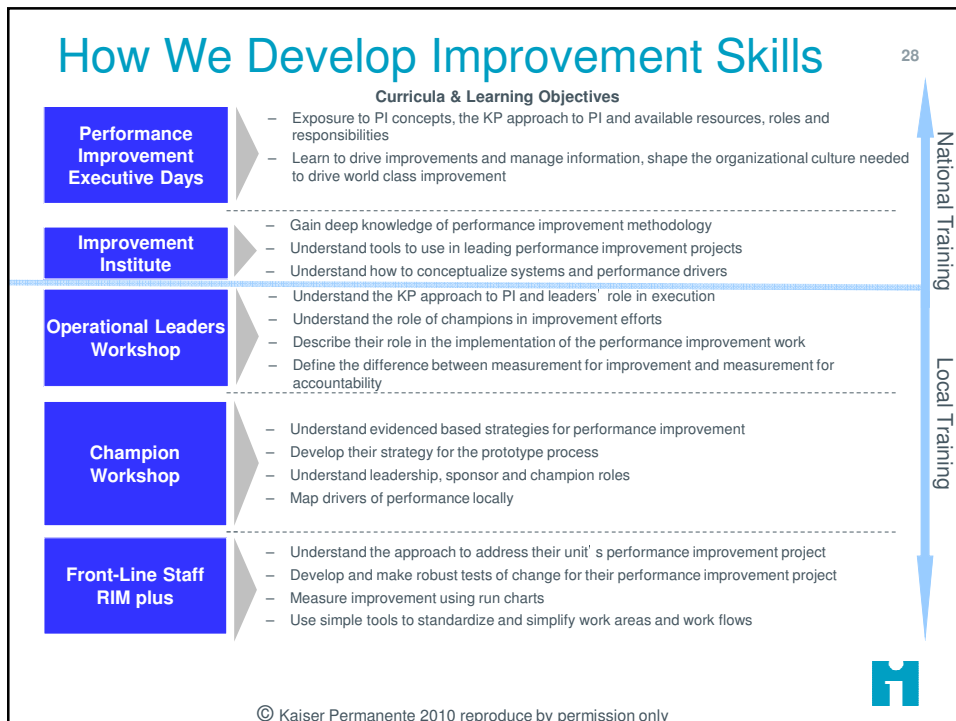 How We Develop Improvement Skills
28
Curricula & Learning Objectives
Performance
Improvement
Executive Days
– Exposure to PI concepts, the KP approach to PI and available resources, roles and
responsibilities
– Learn to drive improvements and manage information, shape the organizational culture needed
to drive world class improvement
Improvement
Institute
– Gain deep knowledge of performance improvement methodology
– Understand tools to use in leading performance improvement projects
– Understand how to conceptualize systems and performance drivers
Operational Leaders
Workshop
– Understand the KP approach to PI and leaders' role in execution
– Understand the role of champions in improvement efforts
– Describe their role in the implementation of the performance improvement work
– Define the difference between measurement for improvement and measurement for
accountability
Champion
Workshop
– Understand evidenced based strategies for performance improvement
– Develop their strategy for the prototype process
– Understand leadership, sponsor and champion roles
– Map drivers of performance locally
Front-Line Staff
RIM plus
– Understand the approach to address their unit's performance improvement project
– Develop and make robust tests of change for their performance improvement project
– Measure improvement using run charts
– Use simple tools to standardize and simplify work areas and work flows
National Training
Local Training
© Kaiser Permanente 2010 reproduce by permission only